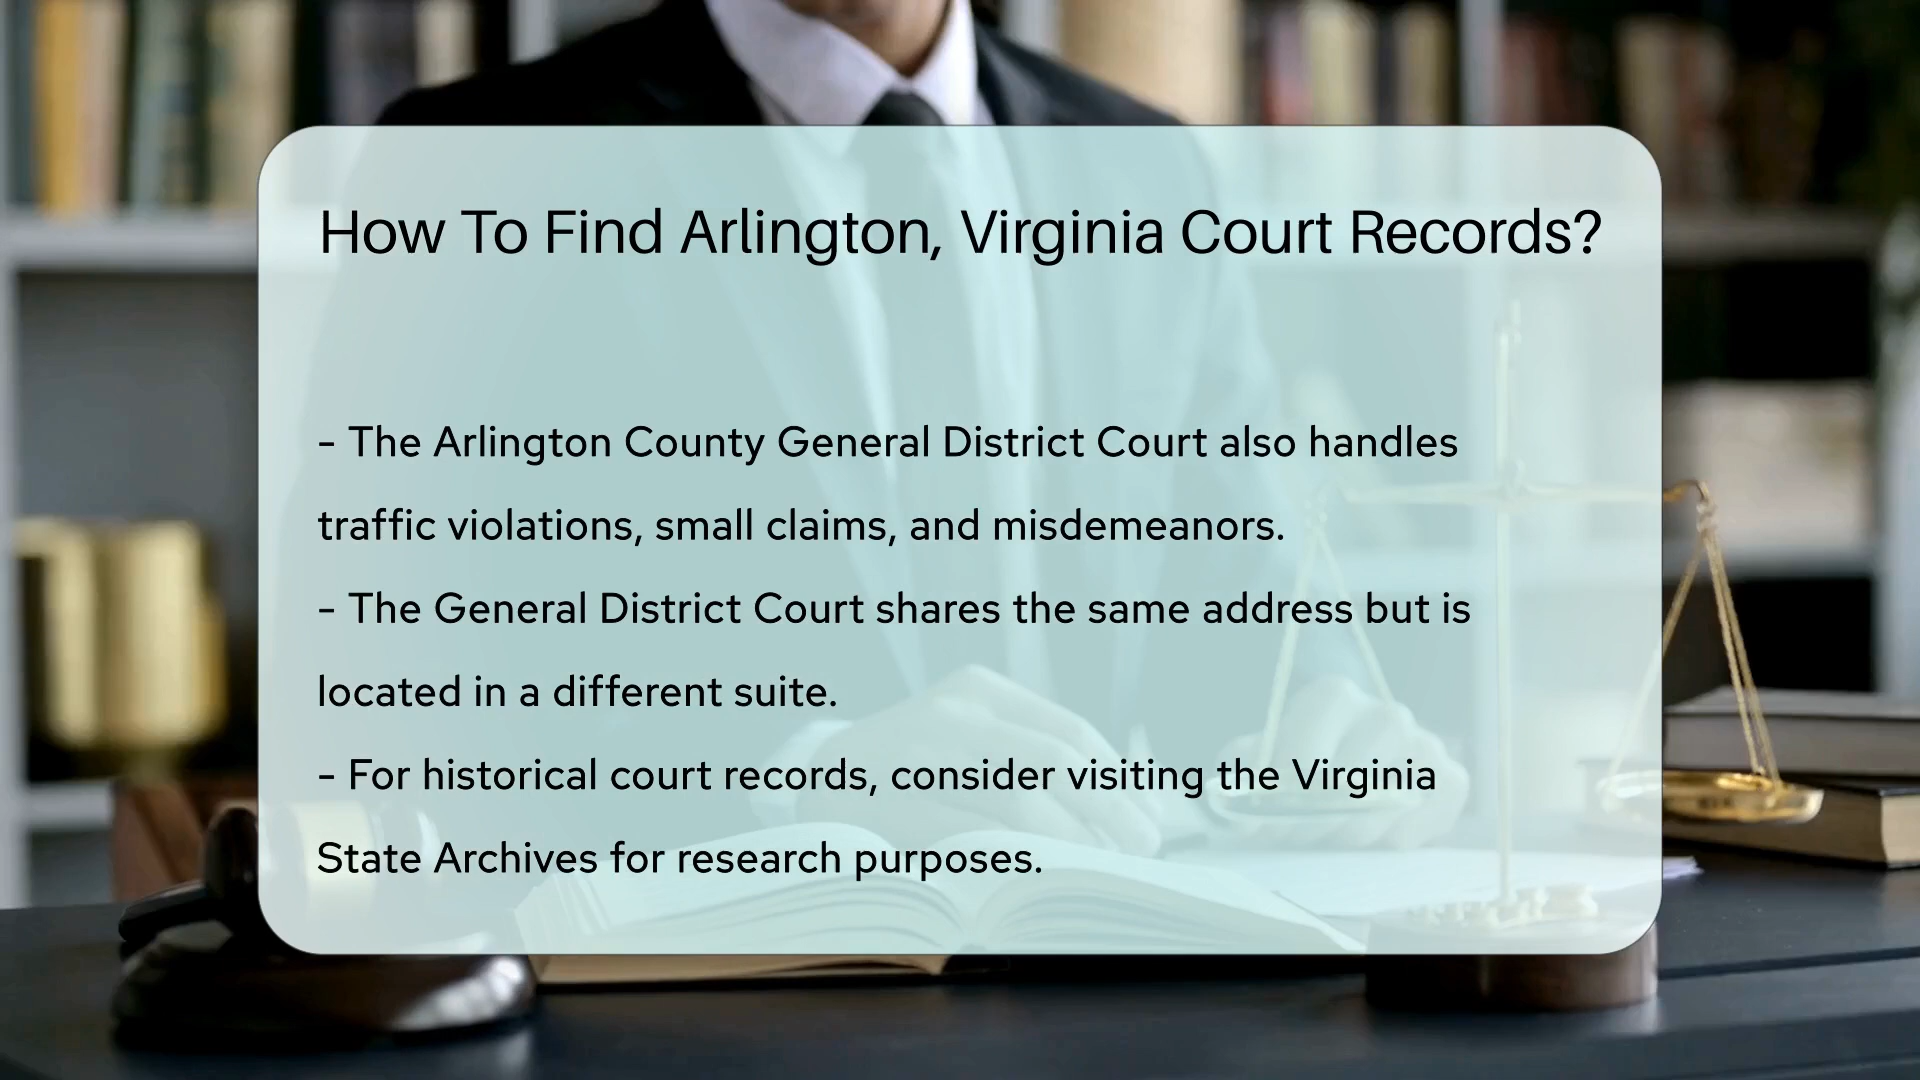 How To Find Arlington, Virginia Court Records?
- The Arlington County General District Court also handles
traffic violations, small claims, and misdemeanors.
- The General District Court shares the same address but is
located in a different suite.
- For historical court records, consider visiting the Virginia
State Archives for research purposes.